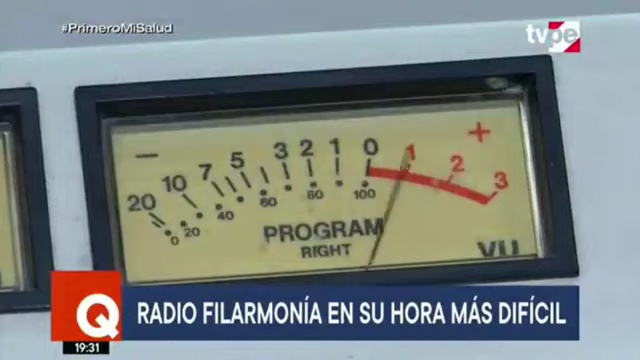 #PrimeroMiSalud
tvpe
− 20 10 7 5 3 2 1 0 1 2 3 +
0 20 40 60 80 100
PROGRAM
RIGHT
VU
Q
RADIO FILARMONÍA EN SU HORA MÁS DIFÍCIL
19:31